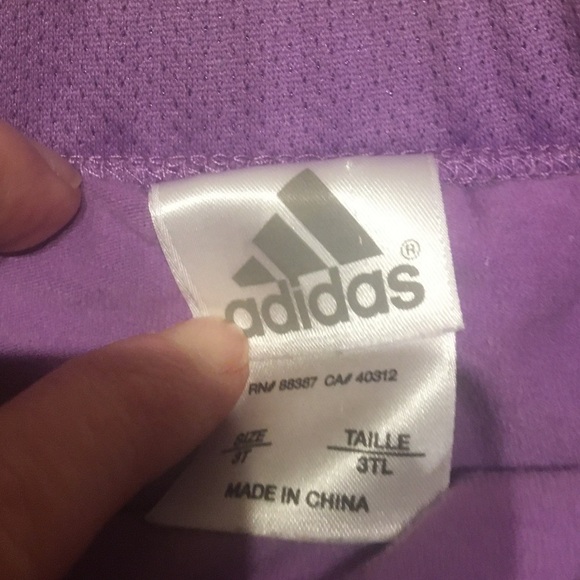 adidas®
RN# 88387 CA# 40312
SIZE TAILLE
3T 3TL
MADE IN CHINA